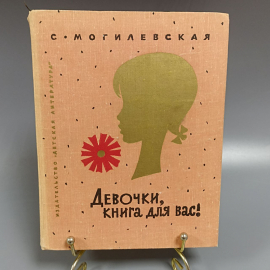 С • МОГИЛЕВСКАЯ
ИЗДАТЕЛЬСТВО „ДЕТСКАЯ ЛИТЕРАТУРА"
ДЕВОЧКИ,
КНИГА ДЛЯ ВАС!